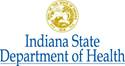 Indiana State
Department of Health